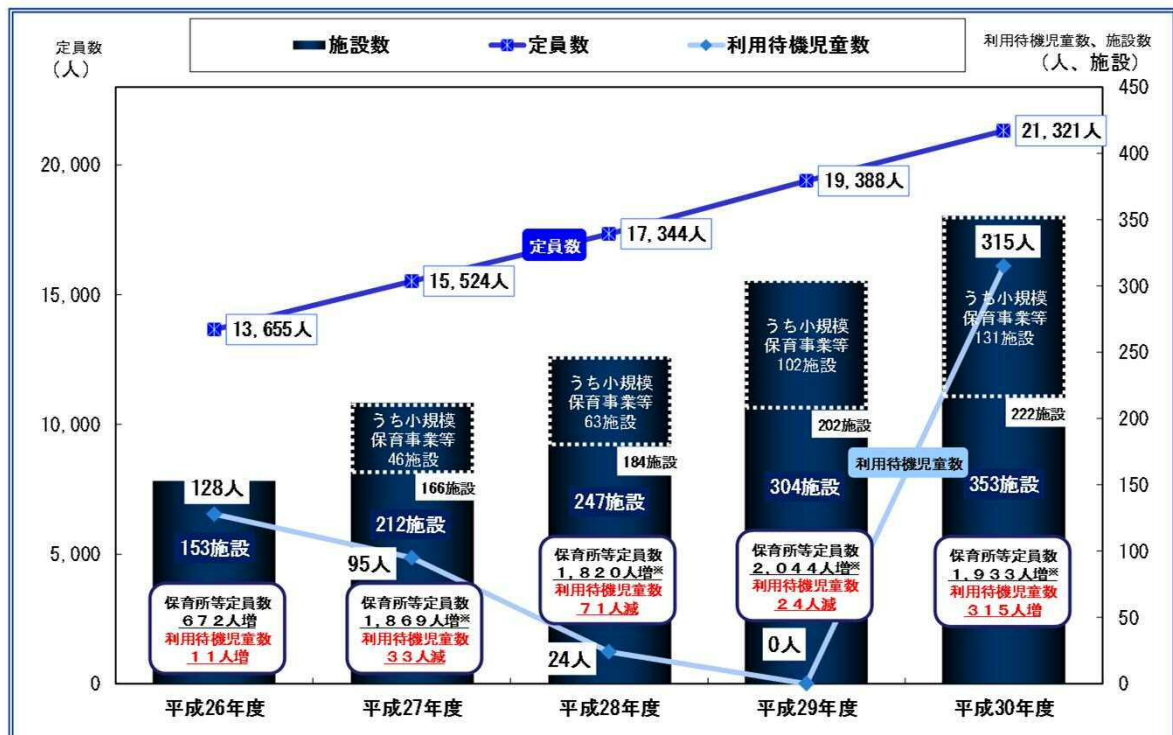 施設数
定員数
利用待機児童数
定員数
(人)
利用待機児童数、施設数
(人、施設)
20,000
15,000
10,000
5,000
0
450
400
350
300
250
200
150
100
50
0
13,655人
15,524人
17,344人
19,388人
21,321人
定員数
128人
153施設
保育所等定員数
672人増
利用待機児童数
11人増
うち小規模
保育事業等
46施設
166施設
212施設
95人
保育所等定員数
1,869人増※
利用待機児童数
33人減
うち小規模
保育事業等
63施設
184施設
247施設
保育所等定員数
1,820人増※
利用待機児童数
71人減
24人
うち小規模
保育事業等
102施設
202施設
304施設
保育所等定員数
2,044人増※
利用待機児童数
24人減
0人
利用待機児童数
315人
うち小規模
保育事業等
131施設
222施設
353施設
保育所等定員数
1,933人増※
利用待機児童数
315人増
平成26年度
平成27年度
平成28年度
平成29年度
平成30年度